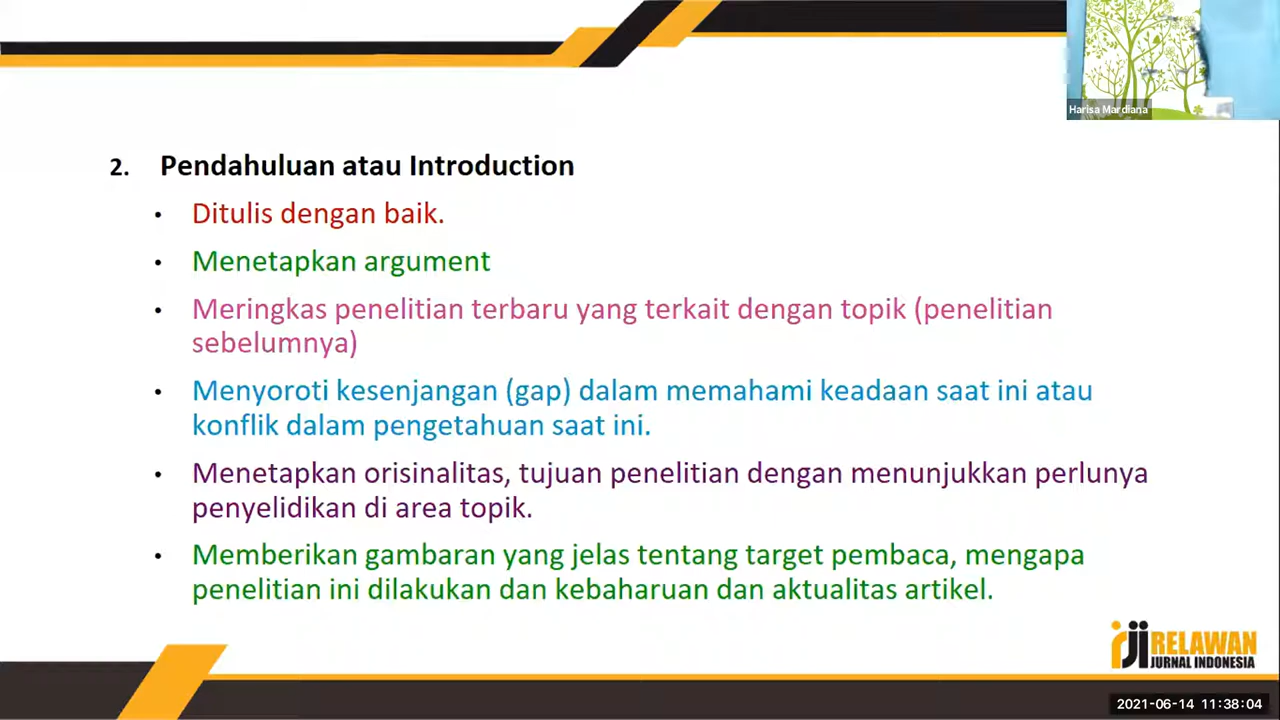 Harisa Mardiana
2. Pendahuluan atau Introduction
• Ditulis dengan baik.
• Menetapkan argument
• Meringkas penelitian terbaru yang terkait dengan topik (penelitian
sebelumnya)
• Menyoroti kesenjangan (gap) dalam memahami keadaan saat ini atau
konflik dalam pengetahuan saat ini.
• Menetapkan orisinalitas, tujuan penelitian dengan menunjukkan perlunya
penyelidikan di area topik.
• Memberikan gambaran yang jelas tentang target pembaca, mengapa
penelitian ini dilakukan dan kebaharuan dan aktualitas artikel.
RJI RELAWAN
JURNAL INDONESIA
2021-06-14 11:38:04